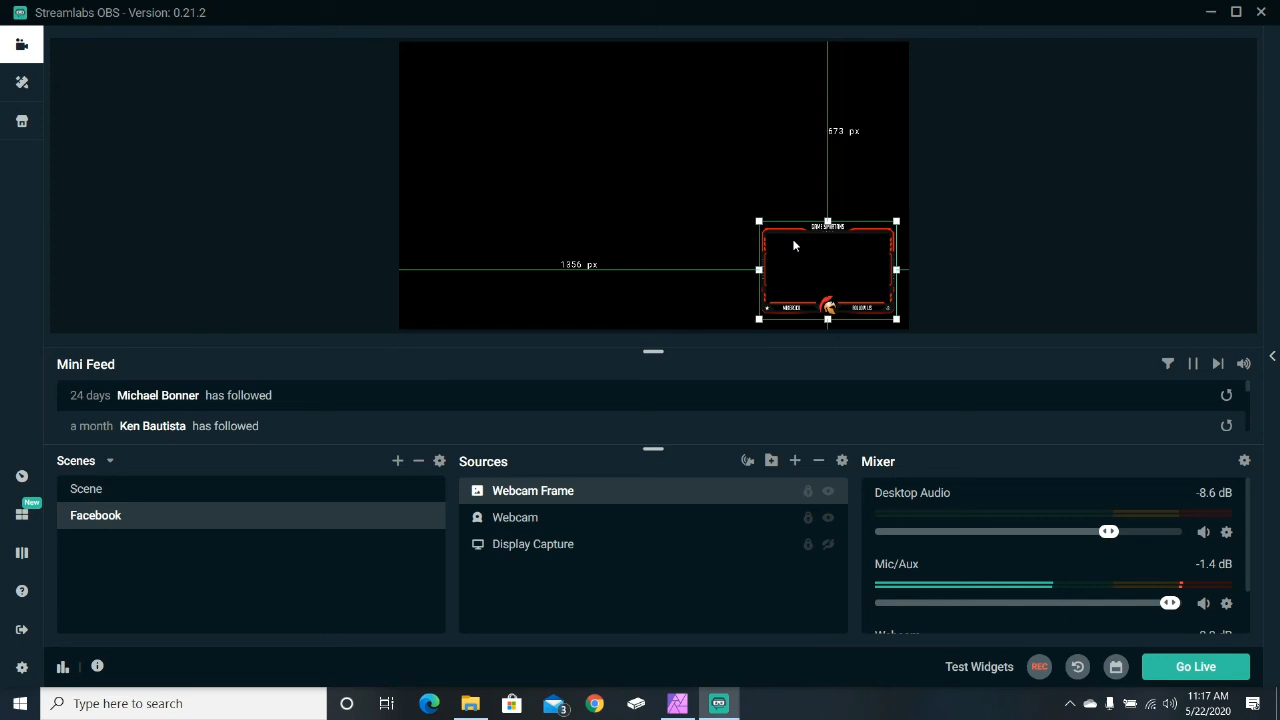 Streamlabs OBS - Version: 0.21.2
673 px
1356 px
FOLLOW US
Mini Feed
24 days Michael Bonner has followed
a month Ken Bautista has followed
Scenes
Scene
Facebook
New
Sources
Webcam Frame
Webcam
Display Capture
Mixer
Desktop Audio -8.6 dB
Mic/Aux -1.4 dB
Test Widgets REC Go Live
Type here to search
3
11:17 AM
5/22/2020